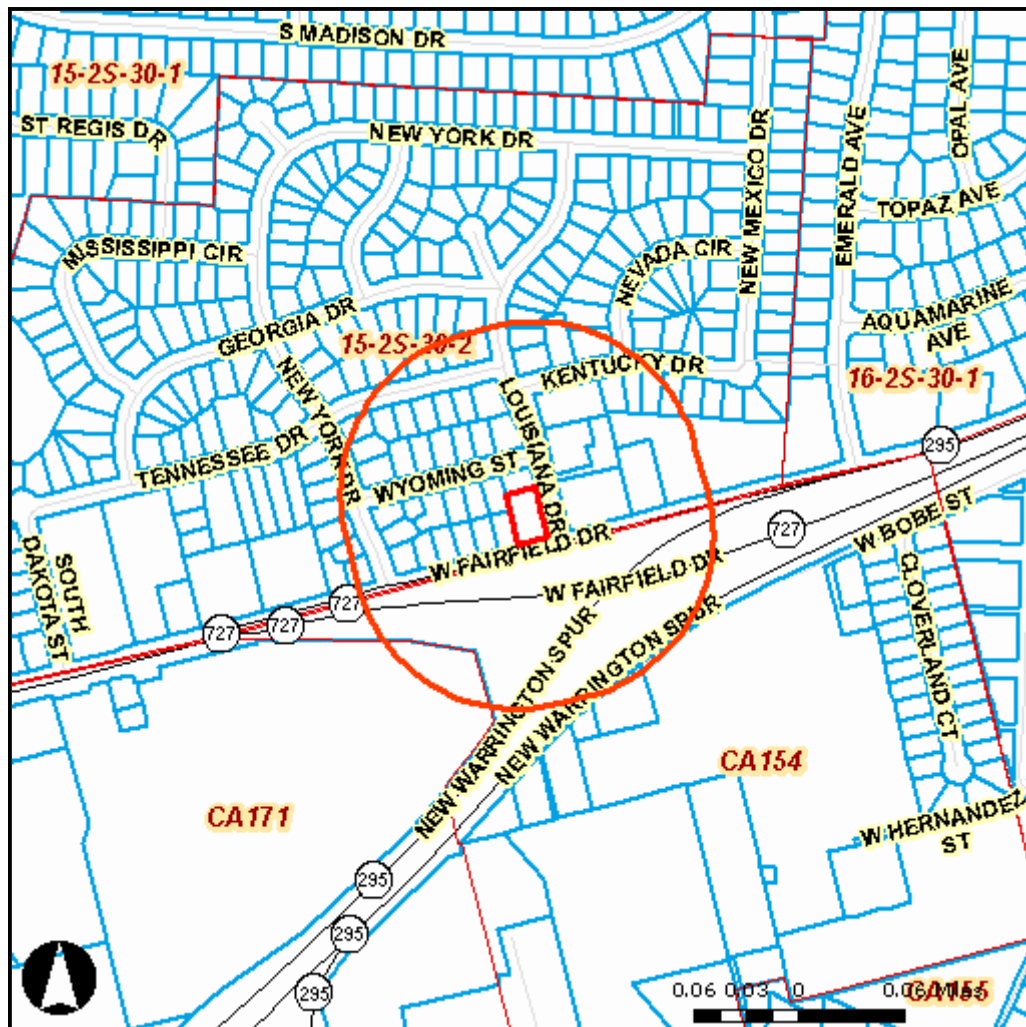 S MADISON DR
15-2S-30-1
ST REGIS DR
NEW YORK DR
NEW MEXICO DR
EMERALD AVE
OPAL AVE
TOPAZ AVE
MISSISSIPPI CIR
NEVADA CIR
GEORGIA DR
AQUAMARINE
AVE
15-2S-30-2
KENTUCKY DR
16-2S-30-1
NEW YORK DR
LOUISIANA DR
TENNESSEE DR
WYOMING ST
295
727
W BOBE ST
W FAIRFIELD DR
W FAIRFIELD DR
SOUTH
DAKOTA ST
727
727
727
CLOVERLAND CT
NEW WARRINGTON SPUR
NEW WARRINGTON SPUR
CA154
CA171
W HERNANDEZ
ST
295
295
295
0.06 0.03 0